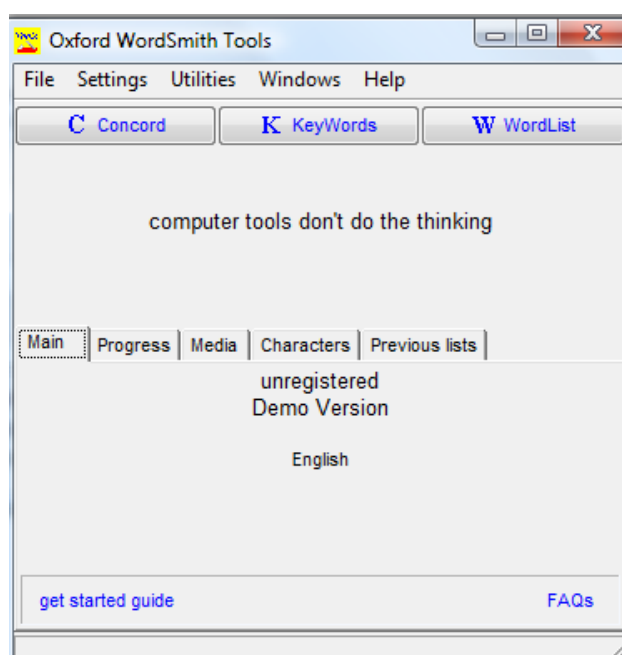 Oxford WordSmith Tools
File Settings Utilities Windows Help
C Concord K KeyWords W WordList
computer tools don't do the thinking
Main Progress Media Characters Previous lists
unregistered
Demo Version
English
get started guide FAQs